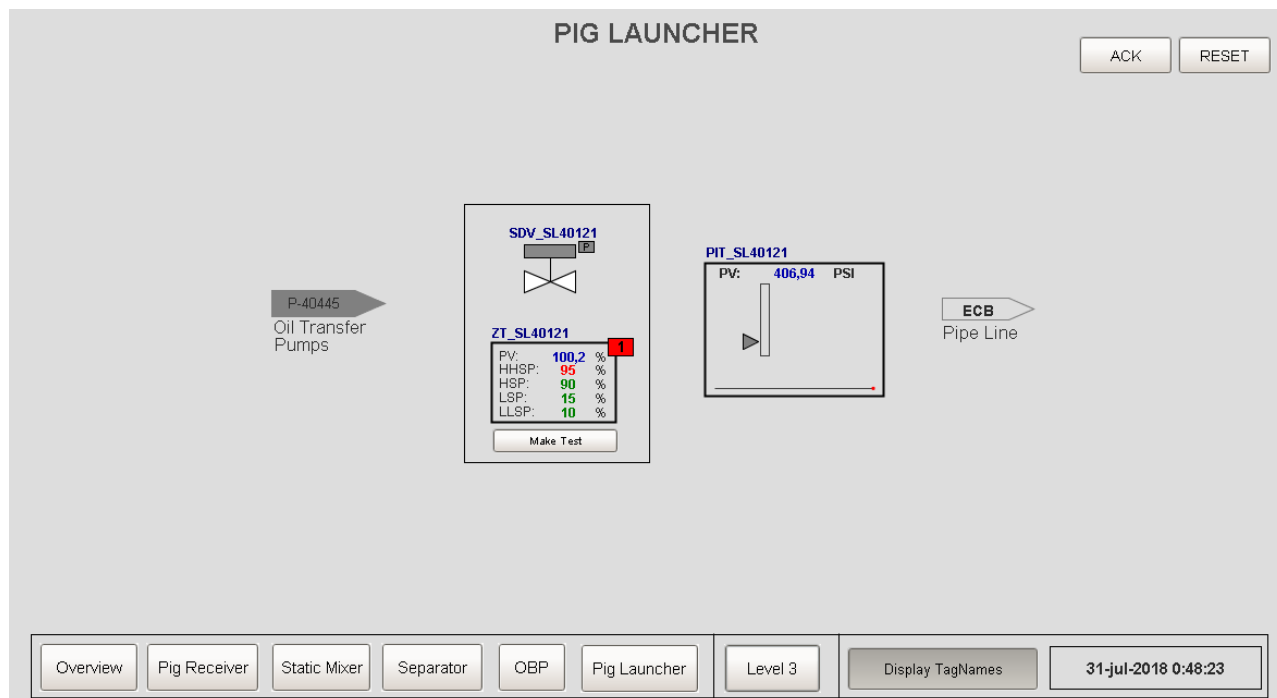 PIG LAUNCHER
ACK
RESET
SDV_SL40121
P
PIT_SL40121
PV: 406,94 PSI
P-40445
Oil Transfer
Pumps
ECB
Pipe Line
ZT_SL40121
1
PV: 100,2 %
HHSP: 95 %
HSP: 90 %
LSP: 15 %
LLSP: 10 %
Make Test
Overview
Pig Receiver
Static Mixer
Separator
OBP
Pig Launcher
Level 3
Display TagNames
31-jul-2018 0:48:23